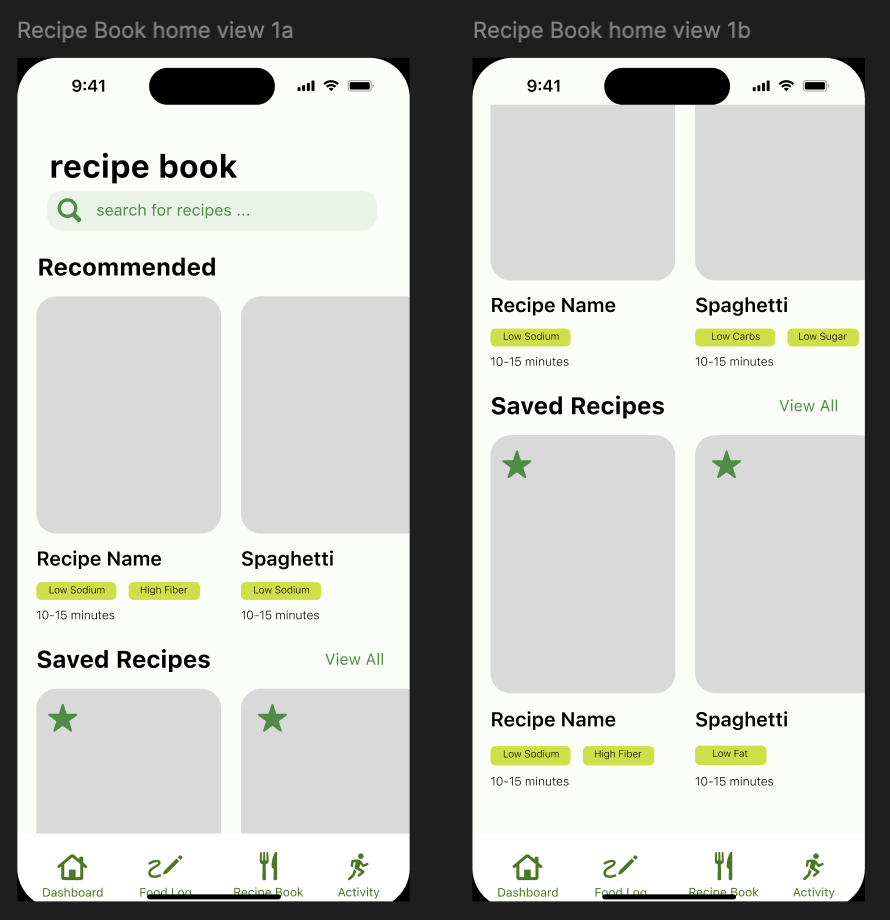 Recipe Book home view 1a
9:41
recipe book
search for recipes ...
Recommended
Recipe Name Spaghetti
Low Sodium High Fiber Low Sodium
10-15 minutes 10-15 minutes
Saved Recipes View All
Dashboard Food Log Recipe Book Activity
Recipe Book home view 1b
9:41
Recipe Name Spaghetti
Low Sodium Low Carbs Low Sugar
10-15 minutes 10-15 minutes
Saved Recipes View All
Recipe Name Spaghetti
Low Sodium High Fiber Low Fat
10-15 minutes 10-15 minutes
Dashboard Food Log Recipe Book Activity